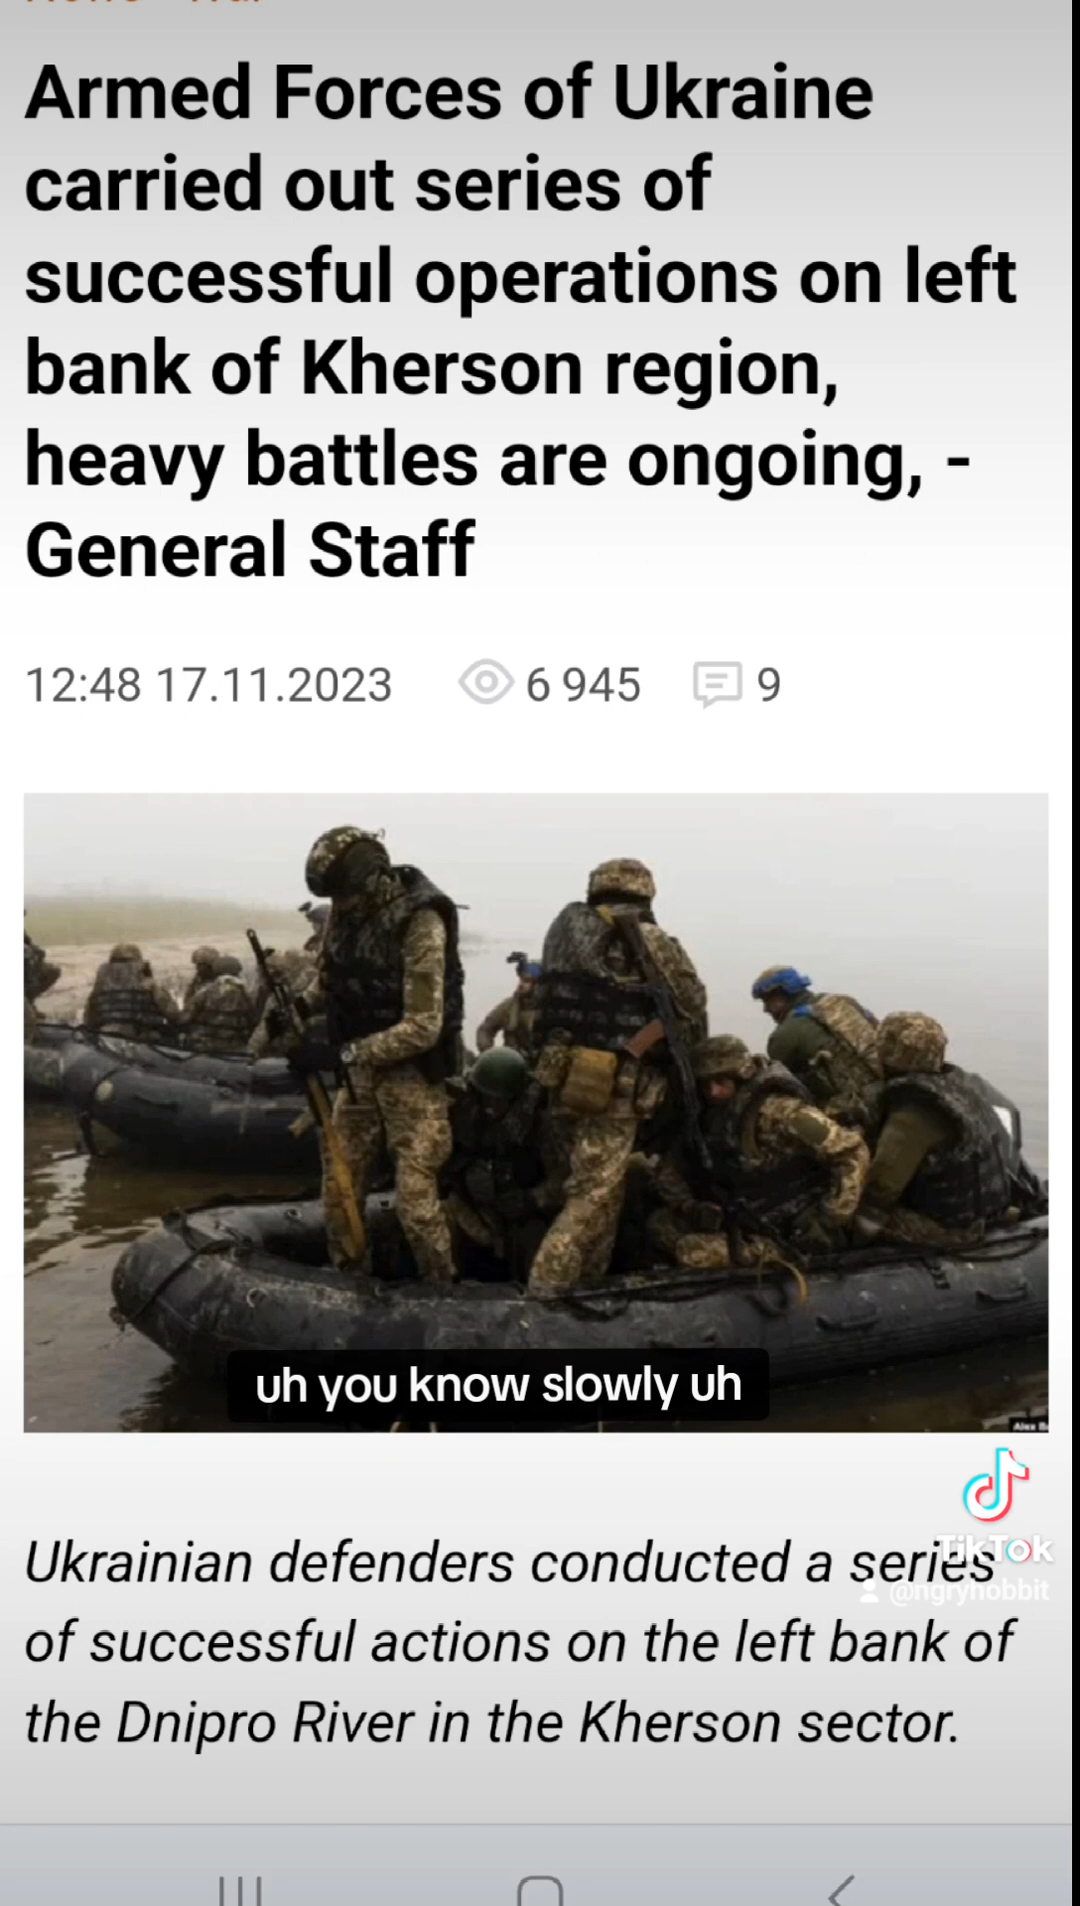 Armed Forces of Ukraine
carried out series of
successful operations on left
bank of Kherson region,
heavy battles are ongoing, -
General Staff
12:48 17.11.2023 6 945 9
uh you know slowly uh
TikTok
@ngryhobbit
Ukrainian defenders conducted a series
of successful actions on the left bank of
the Dnipro River in the Kherson sector.